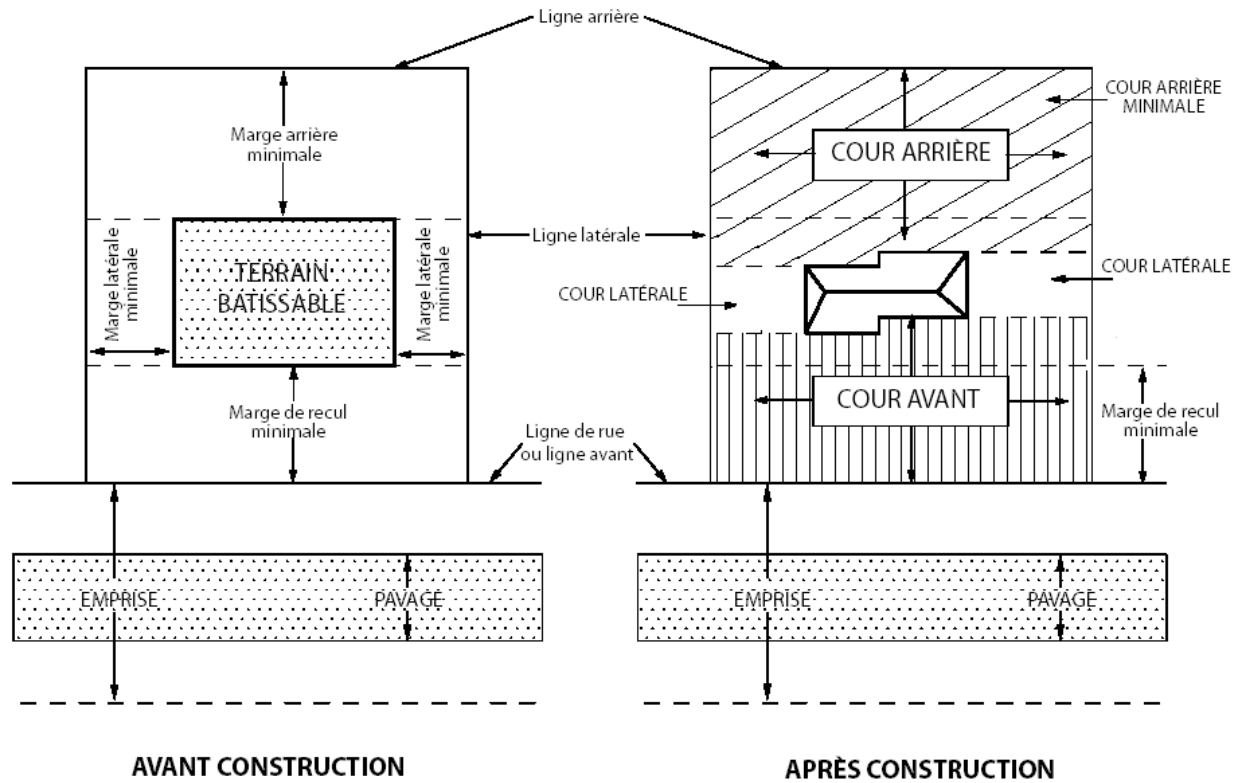 Ligne arrière
Marge arrière
minimale
Marge latérale
minimale
TERRAIN
BATISSABLE
Marge latérale
minimale
Marge de recul
minimale
Ligne latérale
Ligne de rue
ou ligne avant
EMPRISE
PAVAGE
AVANT CONSTRUCTION
COUR ARRIÈRE
MINIMALE
COUR ARRIÈRE
COUR LATÉRALE
COUR LATÉRALE
COUR AVANT
Marge de recul
minimale
EMPRISE
PAVAGE
APRÈS CONSTRUCTION